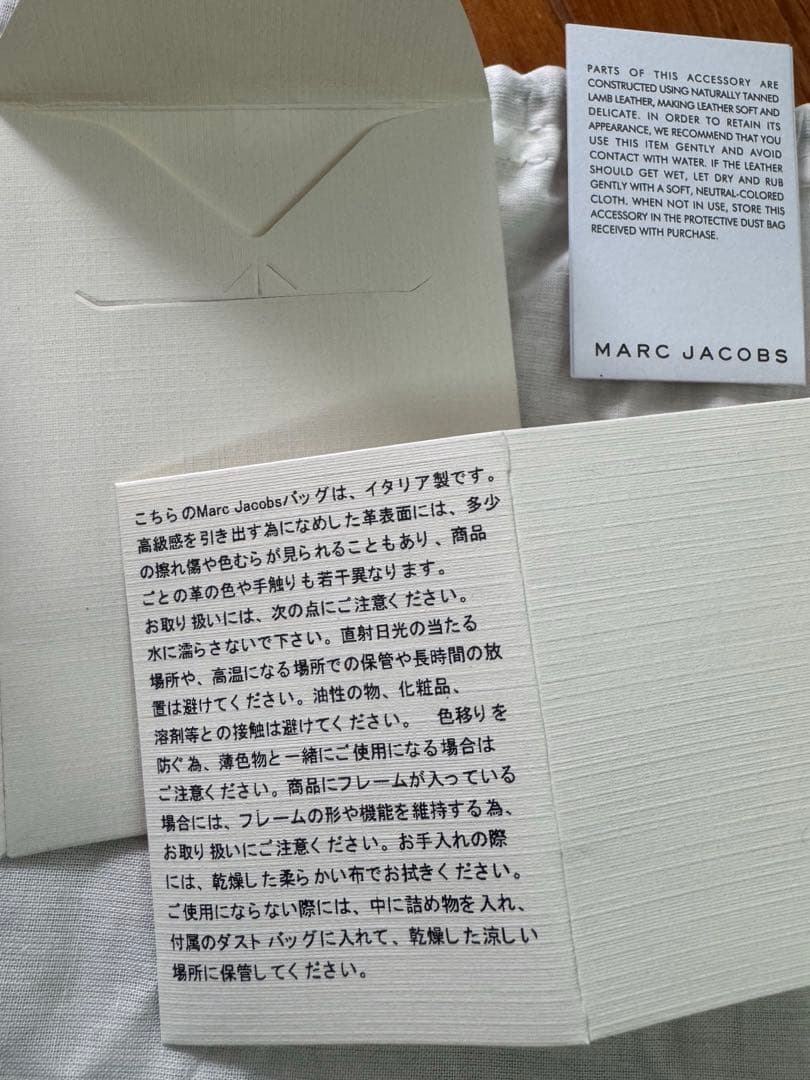 PARTS OF THIS ACCESSORY ARE
CONSTRUCTED USING NATURALLY TANNED
LAMB LEATHER, MAKING LEATHER SOFT AND
DELICATE. IN ORDER TO RETAIN ITS
APPEARANCE, WE RECOMMEND THAT YOU
USE THIS ITEM GENTLY AND AVOID
CONTACT WITH WATER. IF THE LEATHER
SHOULD GET WET, LET DRY AND RUB
GENTLY WITH A SOFT, NEUTRAL-COLORED
CLOTH. WHEN NOT IN USE, STORE THIS
ACCESSORY IN THE PROTECTIVE DUST BAG
RECEIVED WITH PURCHASE.
MARC JACOBS
こちらのMarc Jacobsバッグは、イタリア製です。
高級感を引き出す為になめした革表面には、多少
の擦れ傷や色むらが見られることもあり、商品
ごとの革の色や手触りも若干異なります。
お取り扱いには、次の点にご注意ください。
水に濡らさないで下さい。直射日光の当たる
場所や、高温になる場所での保管や長時間の放
置は避けてください。油性の物、化粧品、
溶剤等との接触は避けてください。 色移りを
防ぐ為、薄色物と一緒にご使用になる場合は
ご注意ください。商品にフレームが入っている
場合には、フレームの形や機能を維持する為、
お取り扱いにご注意ください。お手入れの際
には、乾燥した柔らかい布でお拭きください。
ご使用にならない際には、中に詰め物を入れ、
付属のダストバッグに入れて、乾燥した涼しい
場所に保管してください。